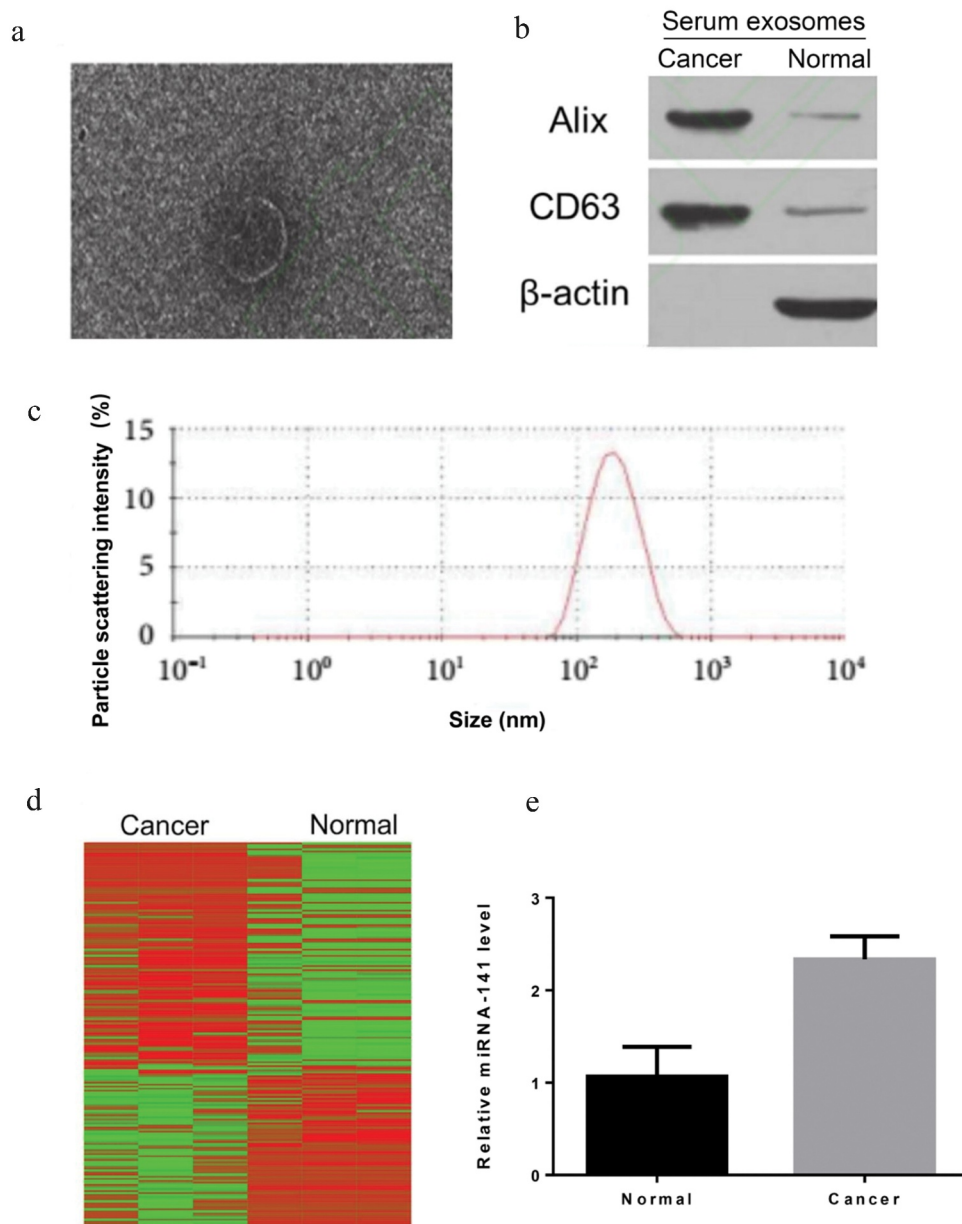 a
b
Serum exosomes
Cancer Normal
Alix
CD63
β-actin
c
Particle scattering intensity (%)
15
10
5
0
10⁻¹ 10⁰ 10¹ 10² 10³ 10⁴
Size (nm)
d
Cancer Normal
e
Relative miRNA-141 level
3
2
1
0
Normal Cancer